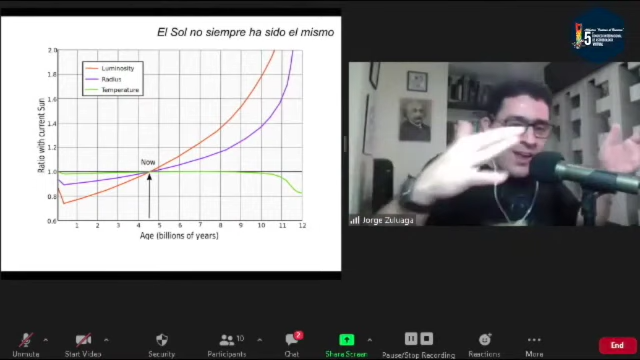 El Sol no siempre ha sido el mismo
2.0
1.8
1.6
1.4
1.2
1.0
0.8
0.6
Ratio with current Sun
Luminosity
Radius
Temperature
Now
1 2 3 4 5 6 7 8 9 10 11 12
Age (billions of years)
5
Jorge Zuluaga
Unmute
Start Video
Security
10
Participants
2
Chat
Share Screen
Pause/Stop Recording
Reactions
More
End